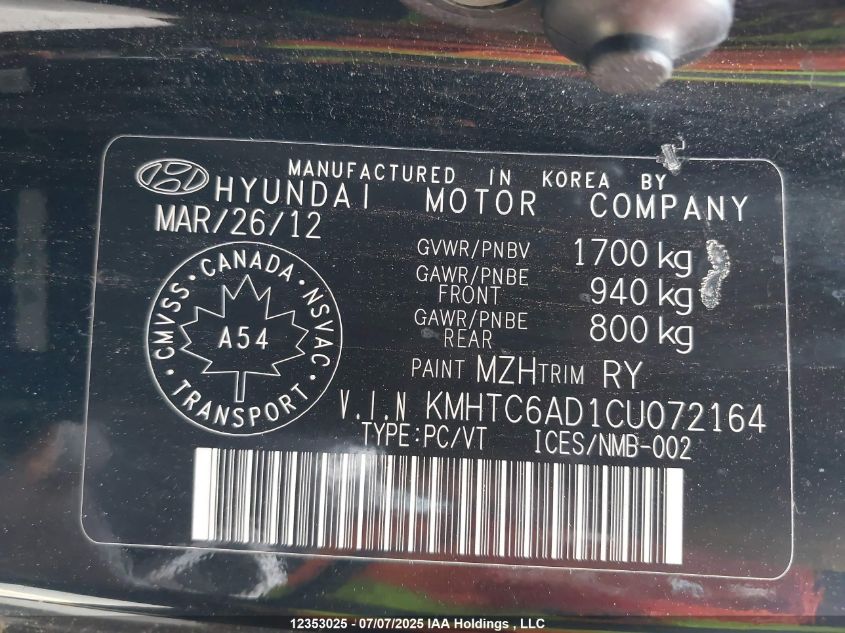 MANUFACTURED IN KOREA BY
HYUNDAI MOTOR COMPANY
MAR/26/12
GVWR/PNBV 1700 kg
GAWR/PNBE FRONT 940 kg
GAWR/PNBE REAR 800 kg
CANADA · NSVAC · TRANSPORT · CMVSS ·
A54
PAINT MZH TRIM RY
V.I.N KMHTC6AD1CU072164
TYPE:PC/VT ICES/NMB-002
12353025 - 07/07/2025 IAA Holdings , LLC